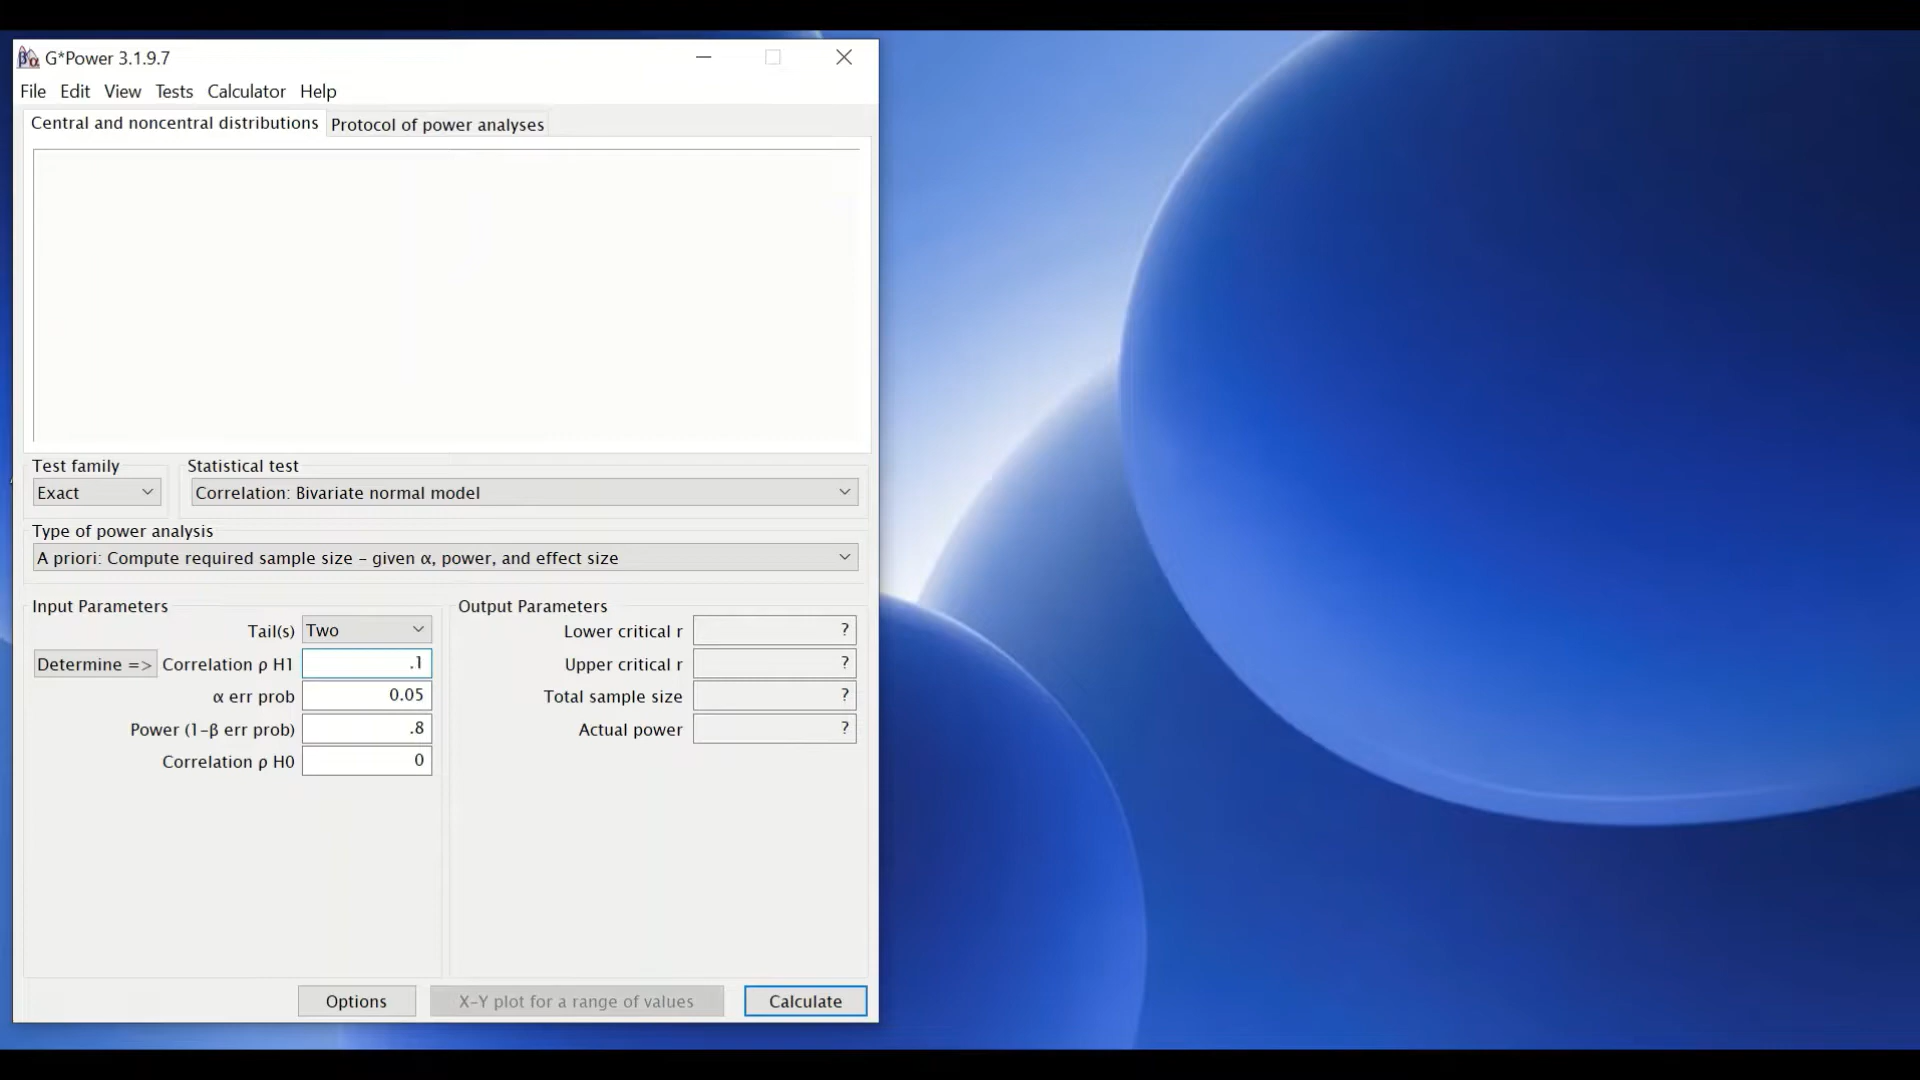 G*Power 3.1.9.7
File Edit View Tests Calculator Help
Central and noncentral distributions Protocol of power analyses
Test family Statistical test
Exact Correlation: Bivariate normal model
Type of power analysis
A priori: Compute required sample size - given α, power, and effect size
Input Parameters Output Parameters
Tail(s) Two Lower critical r ?
Determine => Correlation ρ H1 .1 Upper critical r ?
α err prob 0.05 Total sample size ?
Power (1-β err prob) .8 Actual power ?
Correlation ρ H0 0
Options X-Y plot for a range of values Calculate